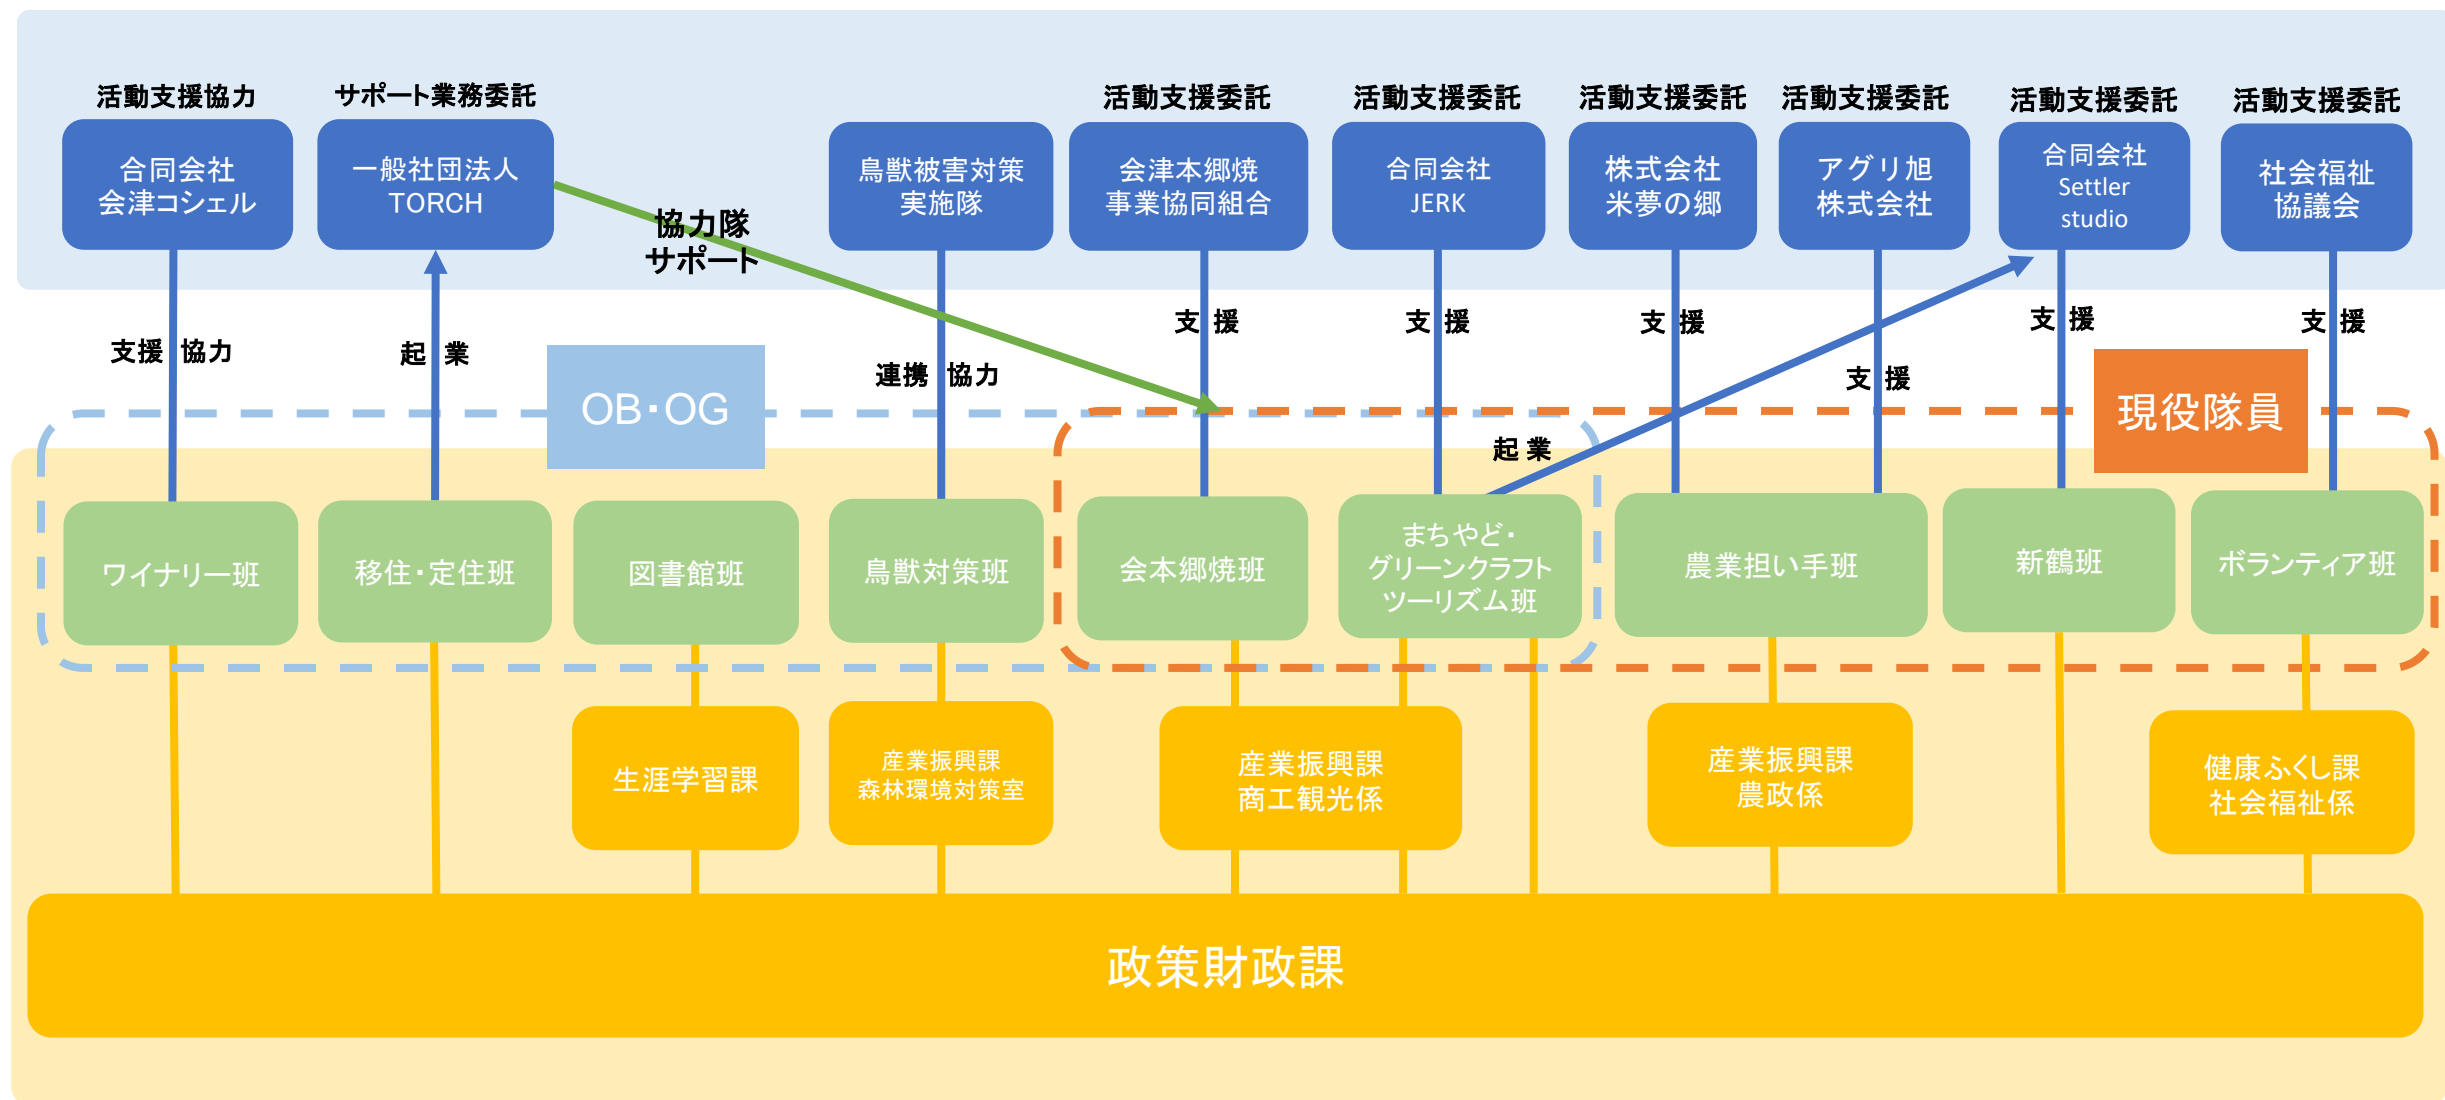 活動支援協力
サポート業務委託
活動支援委託
活動支援委託
活動支援委託
活動支援委託
活動支援委託
活動支援委託
合同会社
会津コシェル
一般社団法人
TORCH
鳥獣被害対策
実施隊
会津本郷焼
事業協同組合
合同会社
JERK
株式会社
米夢の郷
アグリ旭
株式会社
合同会社
Settler
studio
社会福祉
協議会
協力隊
サポート
支援 協力
起 業
連携 協力
支 援
支 援
支 援
支 援
支 援
支 援
起 業
OB・OG
現役隊員
ワイナリー班
移住・定住班
図書館班
鳥獣対策班
会本郷焼班
まちやど・
グリーンクラフト
ツーリズム班
農業担い手班
新鶴班
ボランティア班
生涯学習課
産業振興課
森林環境対策室
産業振興課
商工観光係
産業振興課
農政係
健康ふくし課
社会福祉係
政策財政課